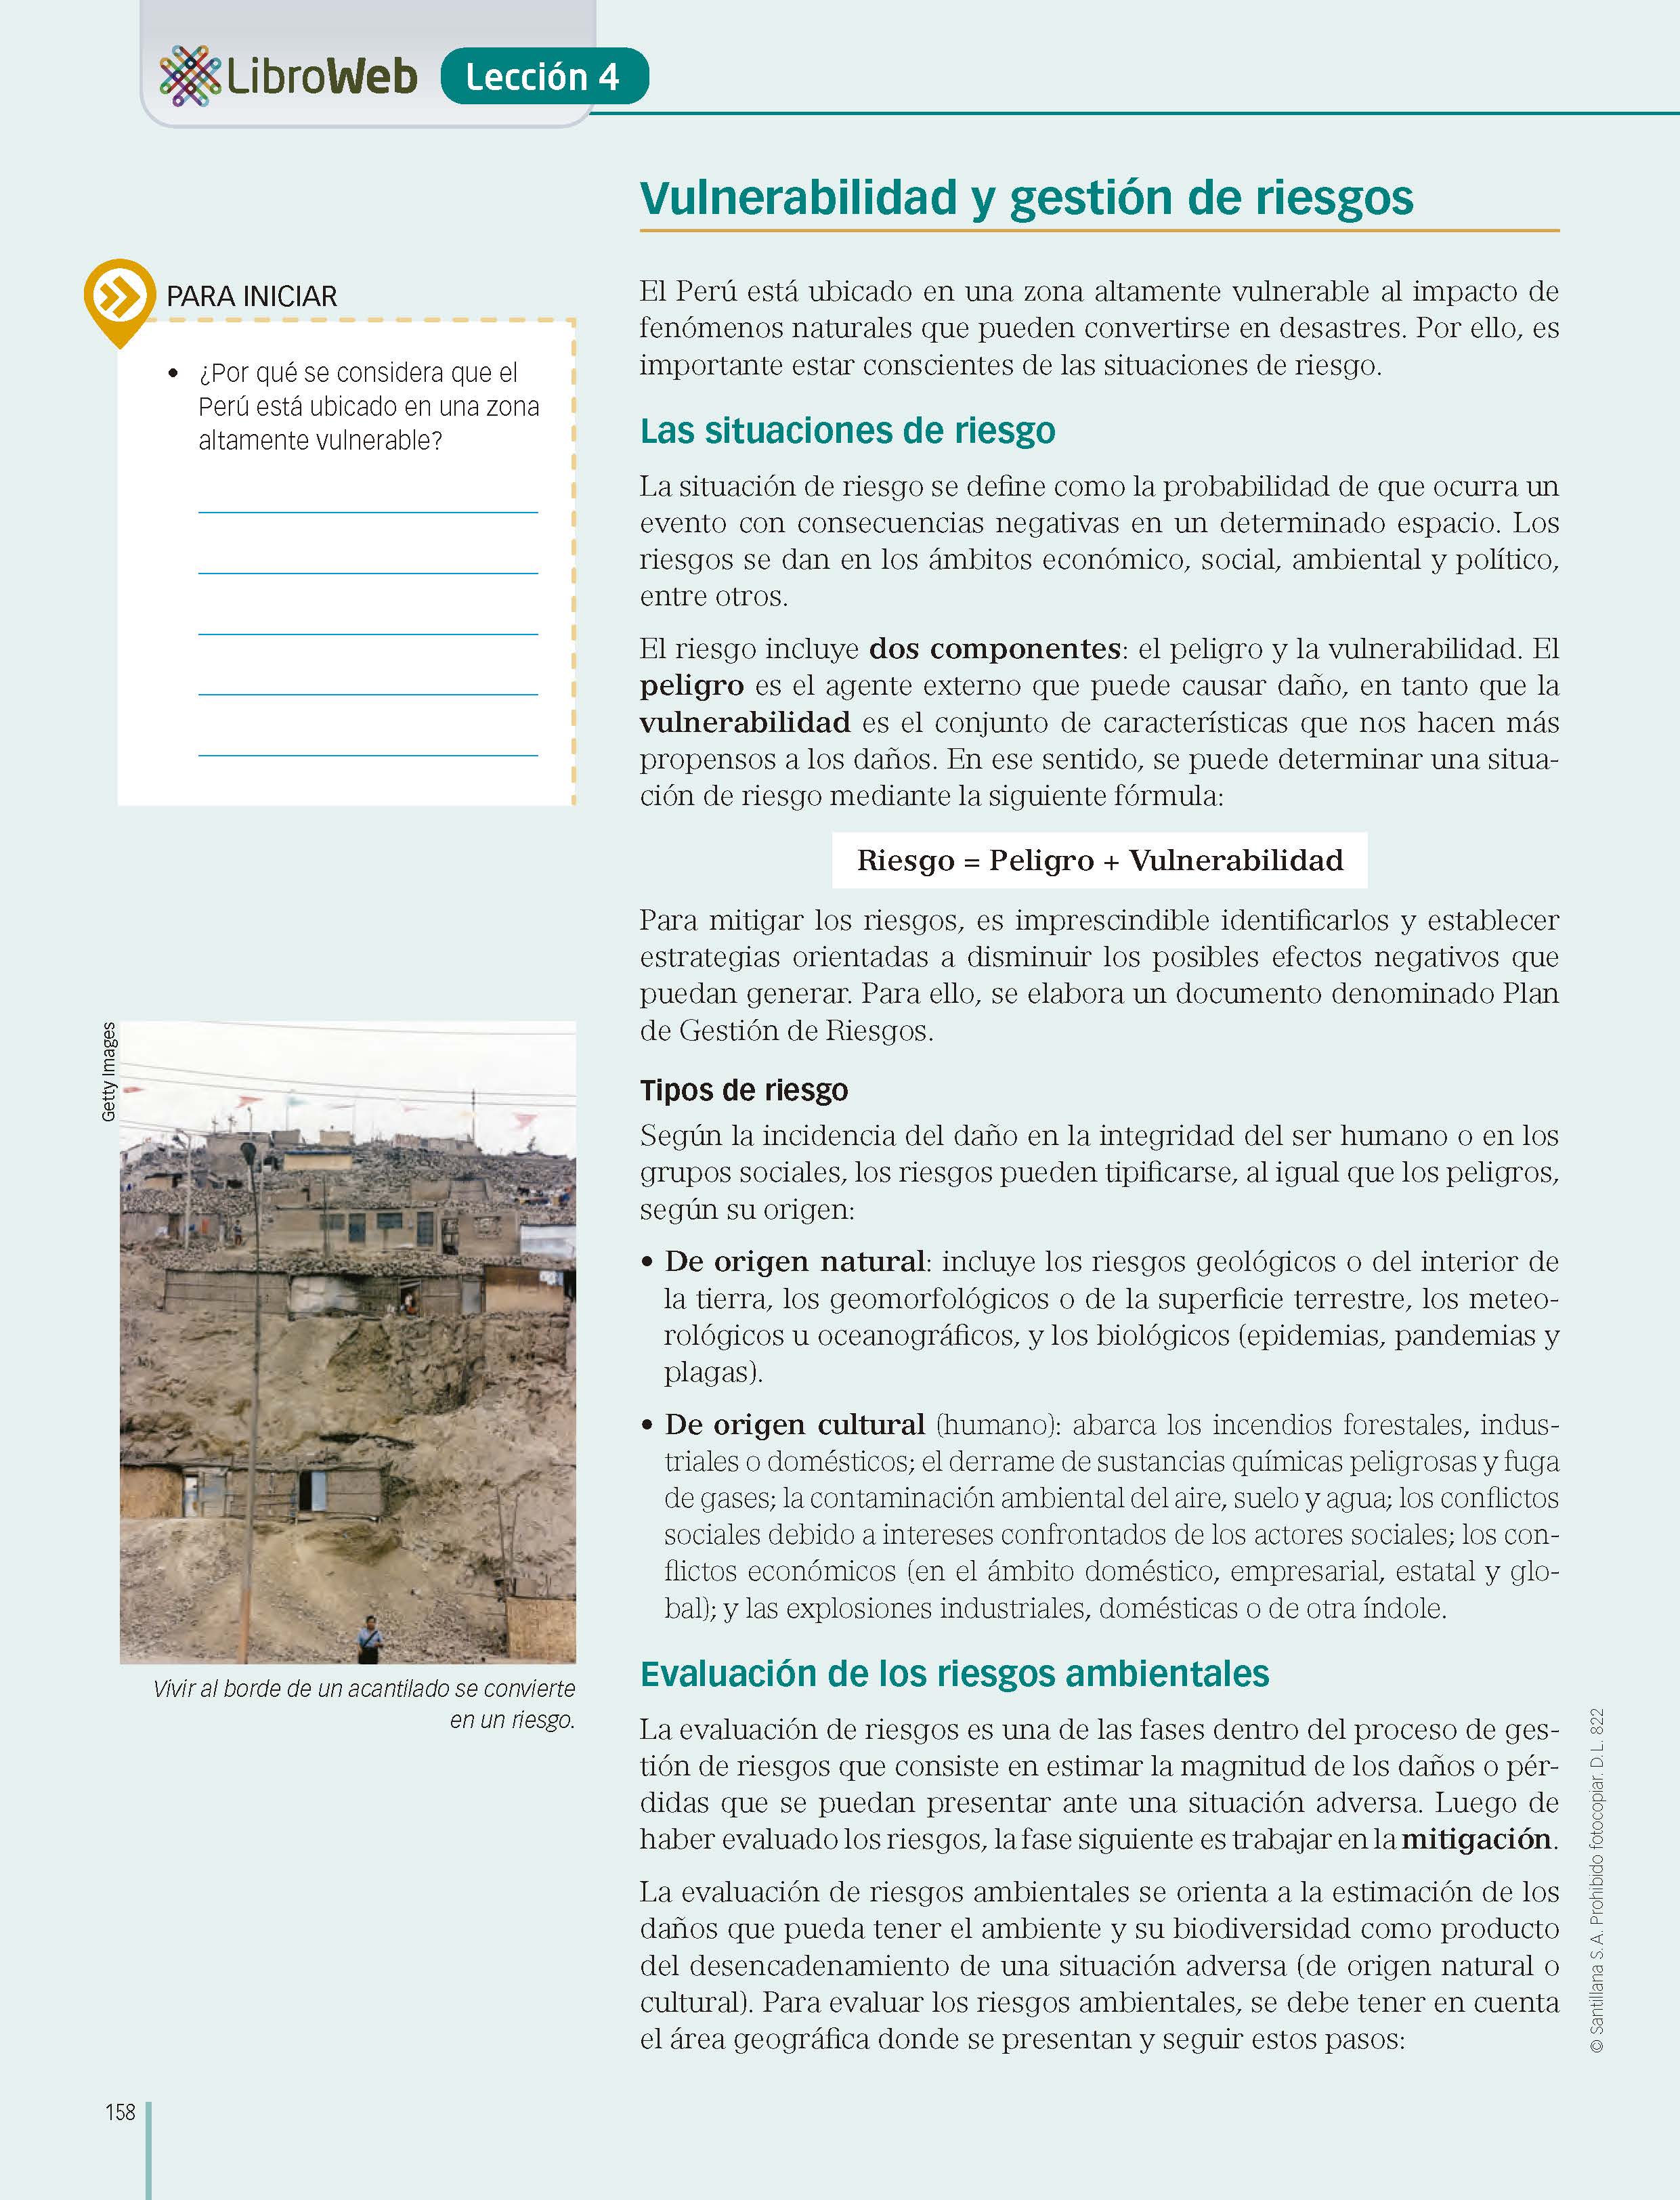 LibroWeb
Lección 4
Vulnerabilidad y gestión de riesgos
PARA INICIAR
• ¿Por qué se considera que el
Perú está ubicado en una zona
altamente vulnerable?
El Perú está ubicado en una zona altamente vulnerable al impacto de
fenómenos naturales que pueden convertirse en desastres. Por ello, es
importante estar conscientes de las situaciones de riesgo.
Las situaciones de riesgo
La situación de riesgo se define como la probabilidad de que ocurra un
evento con consecuencias negativas en un determinado espacio. Los
riesgos se dan en los ámbitos económico, social, ambiental y político,
entre otros.
El riesgo incluye dos componentes: el peligro y la vulnerabilidad. El
peligro es el agente externo que puede causar daño, en tanto que la
vulnerabilidad es el conjunto de características que nos hacen más
propensos a los daños. En ese sentido, se puede determinar una situa-
ción de riesgo mediante la siguiente fórmula:
Riesgo = Peligro + Vulnerabilidad
Para mitigar los riesgos, es imprescindible identificarlos y establecer
estrategias orientadas a disminuir los posibles efectos negativos que
puedan generar. Para ello, se elabora un documento denominado Plan
de Gestión de Riesgos.
Tipos de riesgo
Según la incidencia del daño en la integridad del ser humano o en los
grupos sociales, los riesgos pueden tipificarse, al igual que los peligros,
según su origen:
• De origen natural: incluye los riesgos geológicos o del interior de
la tierra, los geomorfológicos o de la superficie terrestre, los meteo-
rológicos u oceanográficos, y los biológicos (epidemias, pandemias y
plagas).
• De origen cultural (humano): abarca los incendios forestales, indus-
triales o domésticos; el derrame de sustancias químicas peligrosas y fuga
de gases; la contaminación ambiental del aire, suelo y agua; los conflictos
sociales debido a intereses confrontados de los actores sociales; los con-
flictos económicos (en el ámbito doméstico, empresarial, estatal y glo-
bal); y las explosiones industriales, domésticas o de otra índole.
Evaluación de los riesgos ambientales
La evaluación de riesgos es una de las fases dentro del proceso de ges-
tión de riesgos que consiste en estimar la magnitud de los daños o pér-
didas que se puedan presentar ante una situación adversa. Luego de
haber evaluado los riesgos, la fase siguiente es trabajar en la mitigación.
La evaluación de riesgos ambientales se orienta a la estimación de los
daños que pueda tener el ambiente y su biodiversidad como producto
del desencadenamiento de una situación adversa (de origen natural o
cultural). Para evaluar los riesgos ambientales, se debe tener en cuenta
el área geográfica donde se presentan y seguir estos pasos:
Getty Images
Vivir al borde de un acantilado se convierte
en un riesgo.
© Santillana S.A. Prohibido fotocopiar. D.L. 822
158